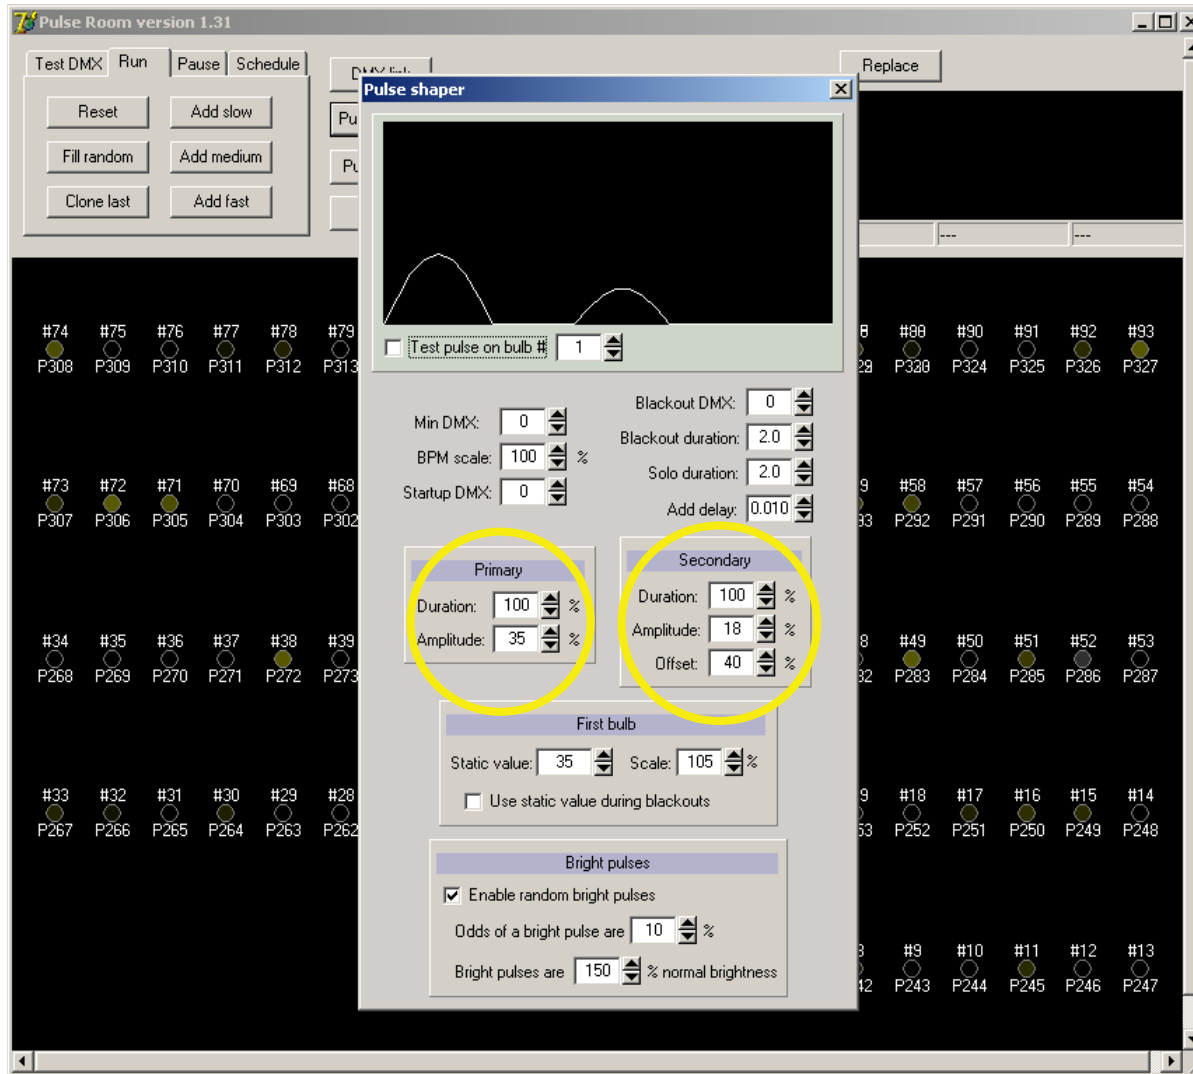 Pulse Room version 1.31
Test DMX Run Pause Schedule
DMX link Replace
Reset Add slow
Fill random Add medium
Clone last Add fast
Pulse shaper
--- ---
Test pulse on bulb # 1
#74 #75 #76 #77 #78 #79 #90 #91 #92 #93
P308 P309 P310 P311 P312 P313 P324 P325 P326 P327
Min DMX: 0
BPM scale: 100 %
Startup DMX: 0
Blackout DMX: 0
Blackout duration: 2.0
Solo duration: 2.0
Add delay: 0.010
#73 #72 #71 #70 #69 #68 #58 #57 #56 #55 #54
P307 P306 P305 P304 P303 P302 P292 P291 P290 P289 P288
Primary
Duration: 100 %
Amplitude: 35 %
Secondary
Duration: 100 %
Amplitude: 18 %
Offset: 40 %
#34 #35 #36 #37 #38 #39 #49 #50 #51 #52 #53
P268 P269 P270 P271 P272 P273 P283 P284 P285 P286 P287
First bulb
Static value: 35 Scale: 105 %
Use static value during blackouts
#33 #32 #31 #30 #29 #28 #18 #17 #16 #15 #14
P267 P266 P265 P264 P263 P262 P252 P251 P250 P249 P248
Bright pulses
Enable random bright pulses
Odds of a bright pulse are 10 %
Bright pulses are 150 % normal brightness
#9 #10 #11 #12 #13
P243 P244 P245 P246 P247